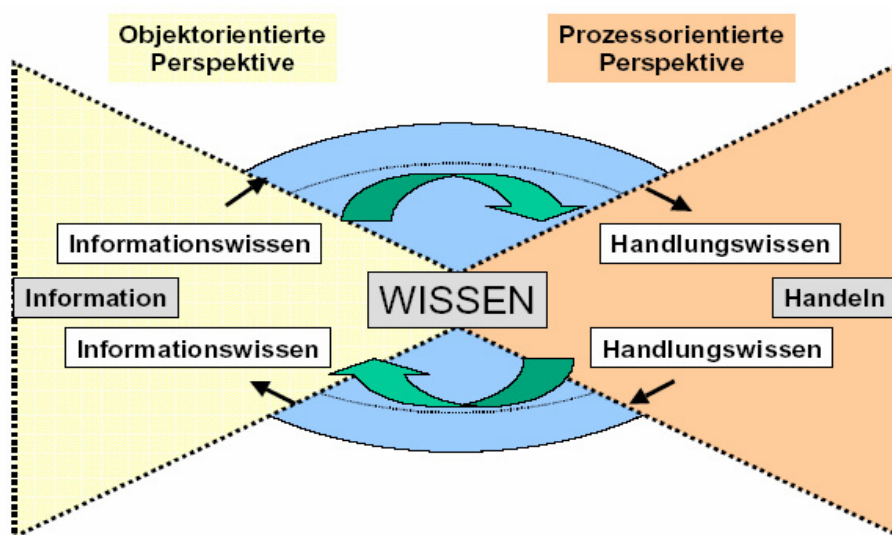 Objektorientierte
Perspektive
Prozessorientierte
Perspektive
Informationswissen
Handlungswissen
Information
WISSEN
Handeln
Informationswissen
Handlungswissen